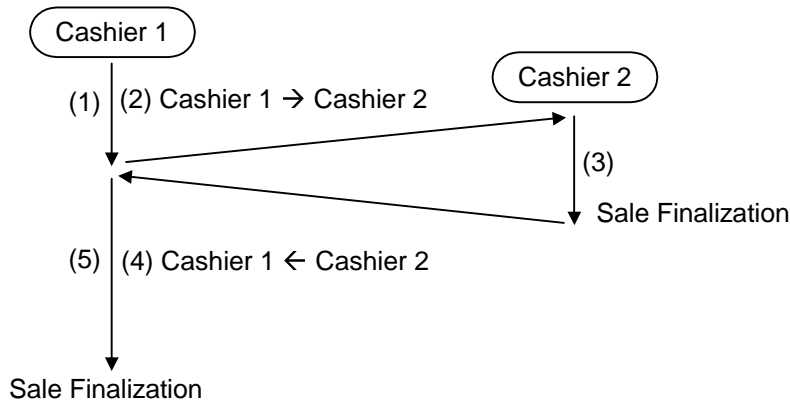 Cashier 1
Cashier 2
(1) (2) Cashier 1 → Cashier 2
(3)
Sale Finalization
(5) (4) Cashier 1 ← Cashier 2
Sale Finalization